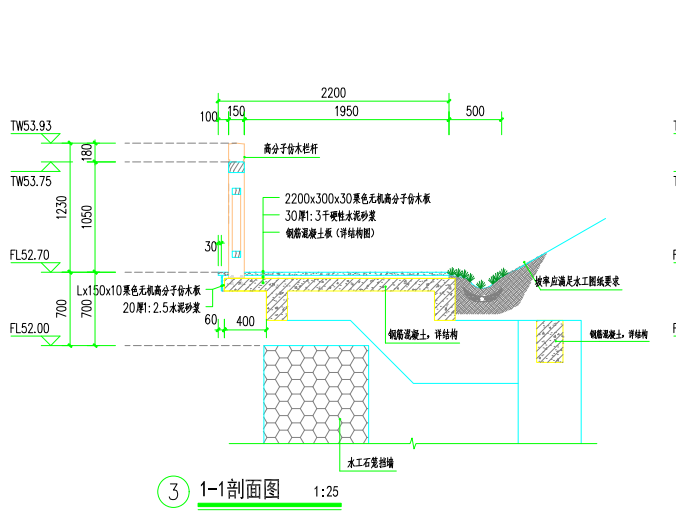 2200
100
150
1950
500
TW53.93
TW53.75
FL52.70
FL52.00
180
1230
1050
700
700
30
60
400
高分子仿木栏杆
2200x300x30栗色无机高分子仿木板
30厚1:3干硬性水泥砂浆
钢筋混凝土板（详结构图）
坡率应满足水工图纸要求
Lx150x10栗色无机高分子仿木板
20厚1:2.5水泥砂浆
钢筋混凝土，详结构
钢筋混凝土，详结构
水工石笼挡墙
3
1-1剖面图
1:25